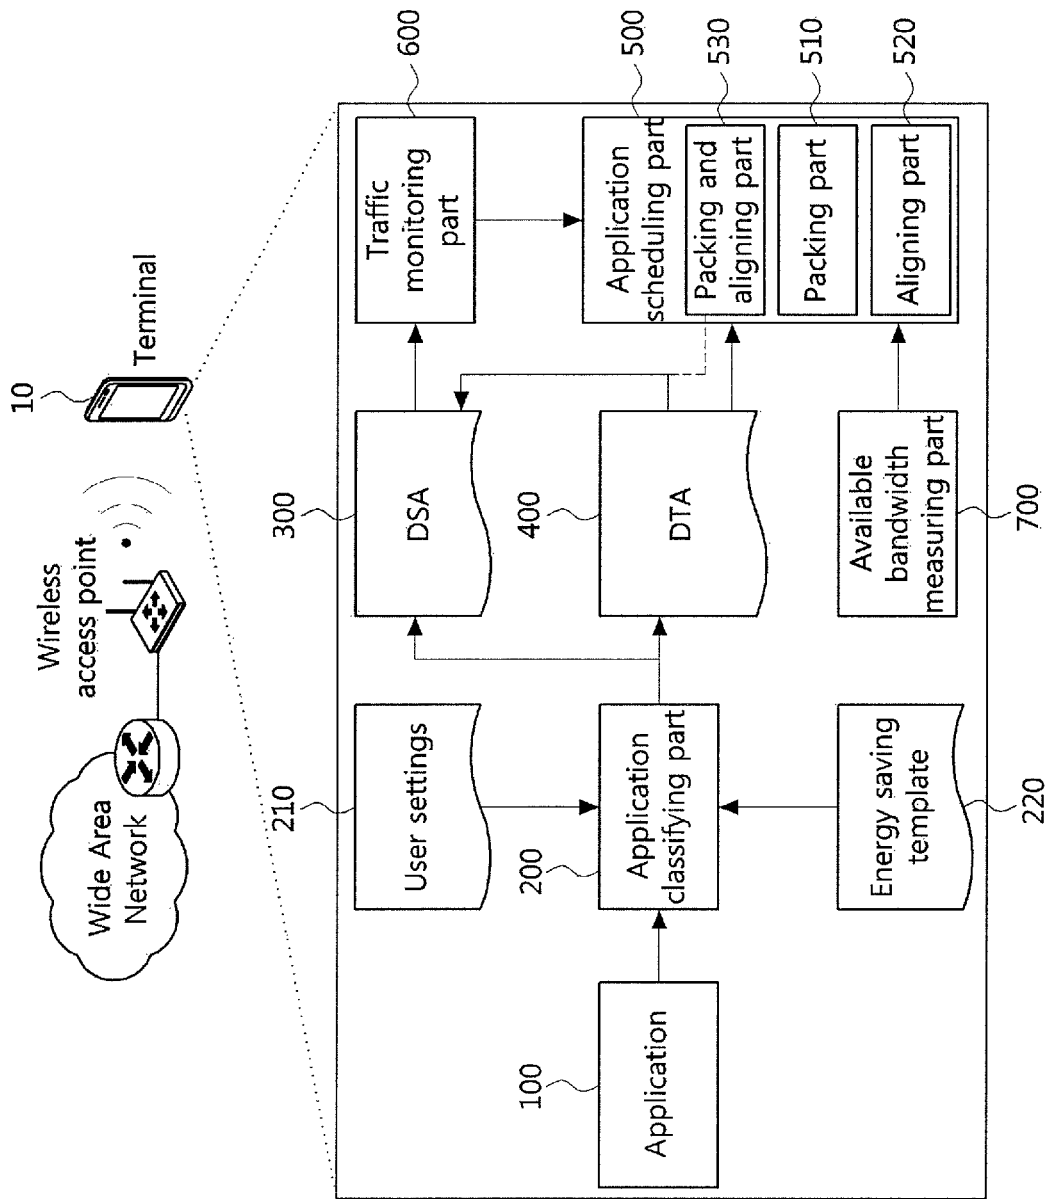 Wide Area
Network
Wireless
access point
10
Terminal
100
Application
210
User settings
200
Application
classifying part
Energy saving
template
220
300
DSA
400
DTA
Available
bandwidth
measuring part
700
Traffic
monitoring
part
600
Application
scheduling part
500
Packing and
aligning part
530
Packing part
510
Aligning part
520